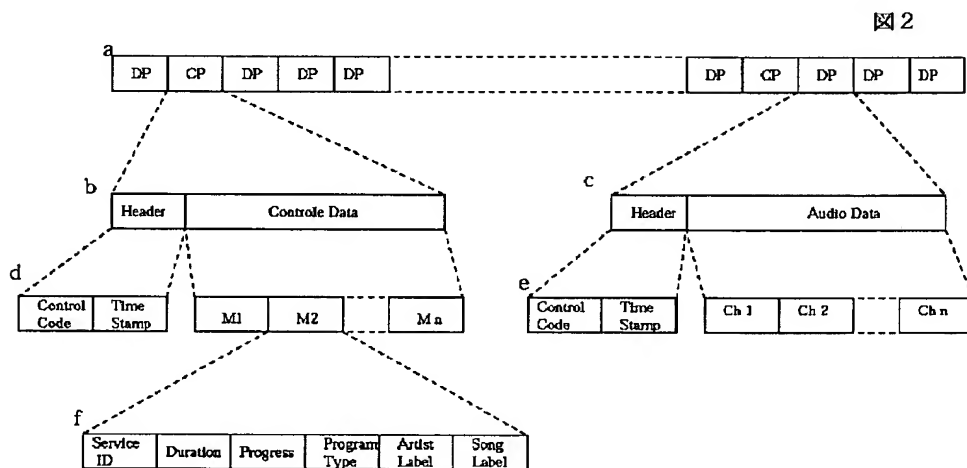 図2
a
DP CP DP DP DP DP CP DP DP DP
b
Header Controle Data
c
Header Audio Data
d
Control Code Time Stamp
M1 M2 Mn
e
Control Code Time Stamp
Ch 1 Ch 2 Ch n
f
Service ID Duration Progress Program Type Artist Label Song Label